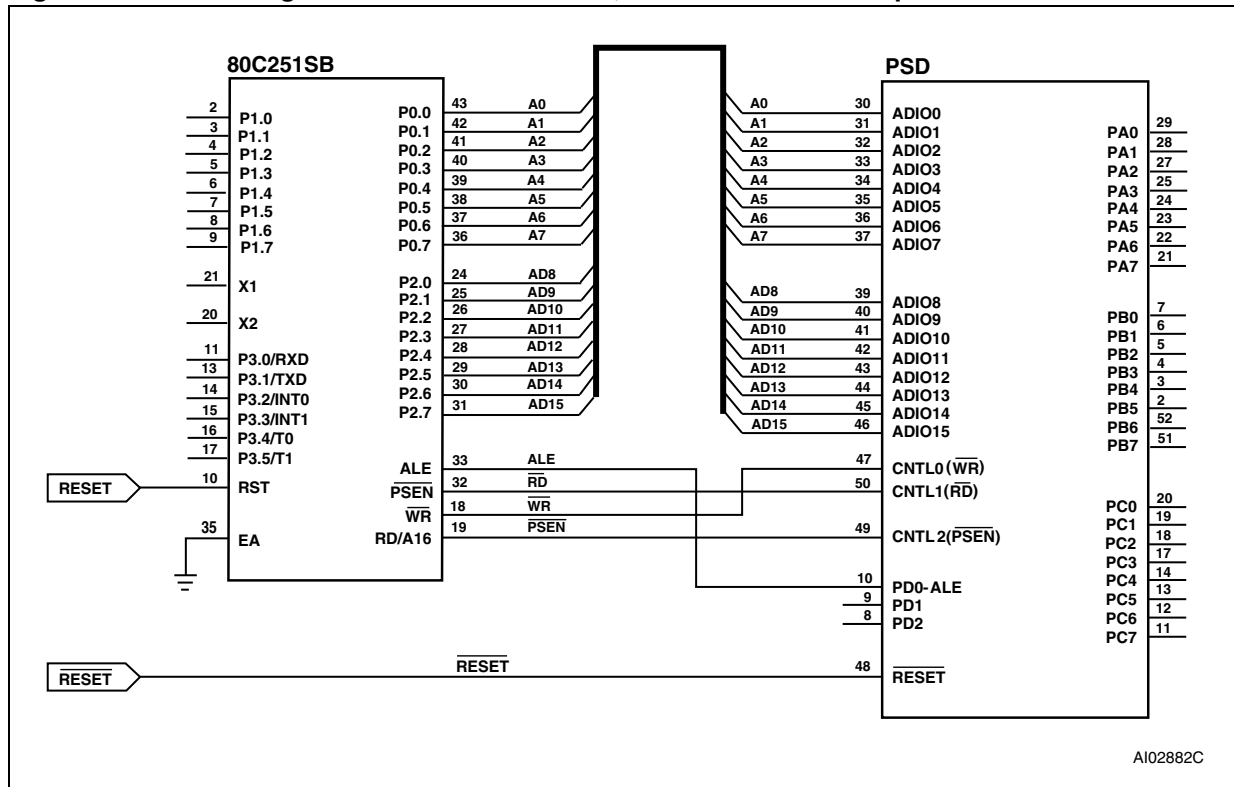 80C251SB
2 P1.0
3 P1.1
4 P1.2
5 P1.3
6 P1.4
7 P1.5
8 P1.6
9 P1.7
21 X1
20 X2
11 P3.0/RXD
13 P3.1/TXD
14 P3.2/INT0
15 P3.3/INT1
16 P3.4/T0
17 P3.5/T1
RESET 10 RST
35 EA
P0.0 43 A0
P0.1 42 A1
P0.2 41 A2
P0.3 40 A3
P0.4 39 A4
P0.5 38 A5
P0.6 37 A6
P0.7 36 A7
P2.0 24 AD8
P2.1 25 AD9
P2.2 26 AD10
P2.3 27 AD11
P2.4 28 AD12
P2.5 29 AD13
P2.6 30 AD14
P2.7 31 AD15
ALE 33 ALE
PSEN 32 RD
WR 18 WR
RD/A16 19 PSEN
PSD
A0 30 ADIO0
A1 31 ADIO1
A2 32 ADIO2
A3 33 ADIO3
A4 34 ADIO4
A5 35 ADIO5
A6 36 ADIO6
A7 37 ADIO7
AD8 39 ADIO8
AD9 40 ADIO9
AD10 41 ADIO10
AD11 42 ADIO11
AD12 43 ADIO12
AD13 44 ADIO13
AD14 45 ADIO14
AD15 46 ADIO15
47 CNTL0(WR)
50 CNTL1(RD)
49 CNTL2(PSEN)
10 PD0-ALE
9 PD1
8 PD2
RESET RESET 48 RESET
PA0 29
PA1 28
PA2 27
PA3 25
PA4 24
PA5 23
PA6 22
PA7 21
PB0 7
PB1 6
PB2 5
PB3 4
PB4 3
PB5 2
PB6 52
PB7 51
PC0 20
PC1 19
PC2 18
PC3 17
PC4 14
PC5 13
PC6 12
PC7 11
AI02882C